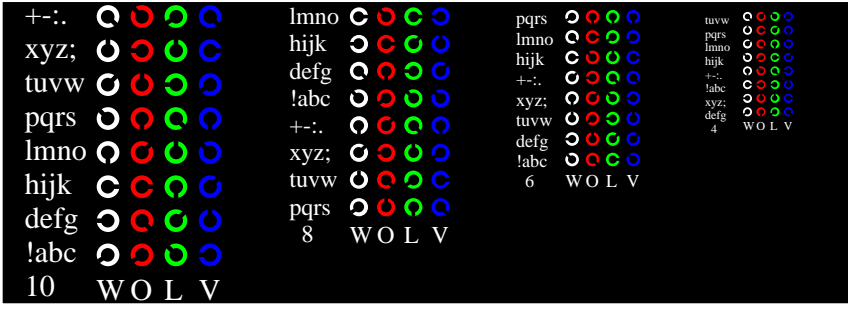 +-:.
xyz;
tuvw
pqrs
lmno
hijk
defg
!abc
10 W O L V
lmno
hijk
defg
!abc
+-:.
xyz;
tuvw
pqrs
8 W O L V
pqrs
lmno
hijk
+-:.
xyz;
tuvw
defg
!abc
6 W O L V
tuvw
pqrs
lmno
hijk
+-:.
!abc
xyz;
defg
4 W O L V